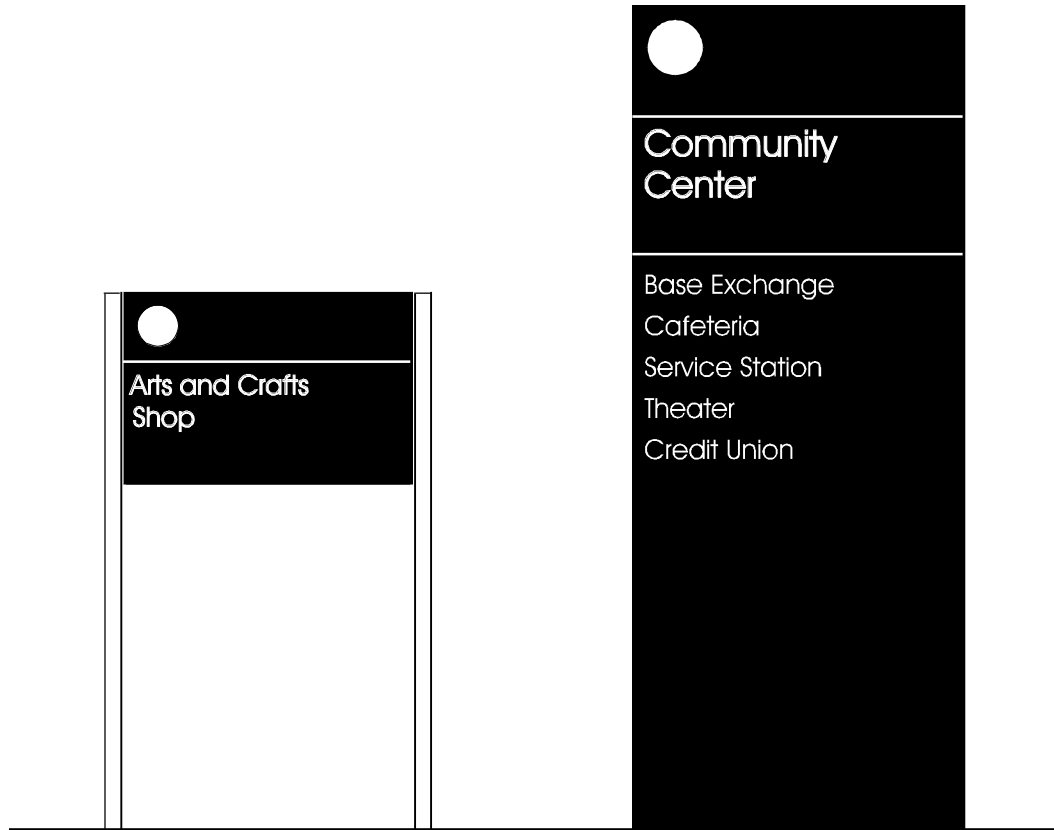 Arts and Crafts
Shop
Community
Center
Base Exchange
Cafeteria
Service Station
Theater
Credit Union